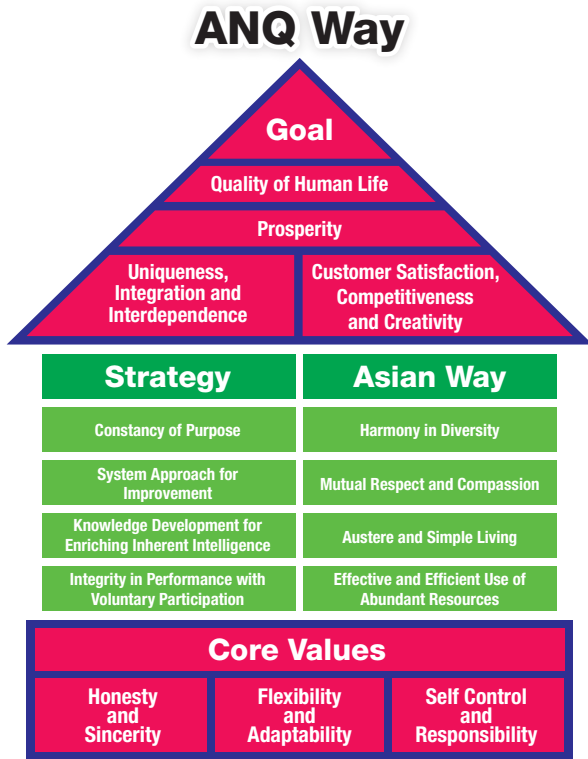 ANQ Way
Goal
Quality of Human Life
Prosperity
Uniqueness,
Integration and
Interdependence
Customer Satisfaction,
Competitiveness
and Creativity
Strategy
Constancy of Purpose
System Approach for
Improvement
Knowledge Development for
Enriching Inherent Intelligence
Integrity in Performance with
Voluntary Participation
Asian Way
Harmony in Diversity
Mutual Respect and Compassion
Austere and Simple Living
Effective and Efficient Use of
Abundant Resources
Core Values
Honesty
and
Sincerity
Flexibility
and
Adaptability
Self Control
and
Responsibility